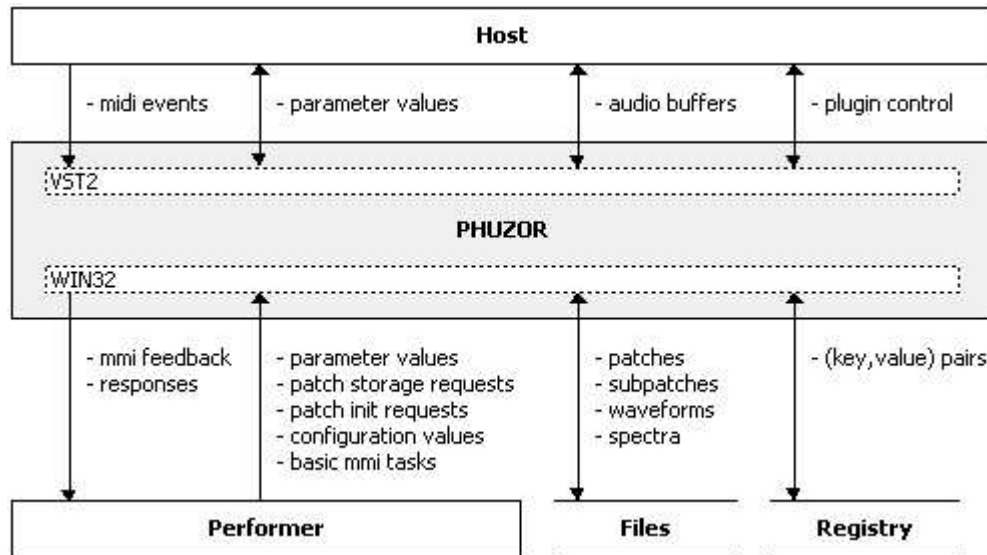 Host
- midi events
- parameter values
- audio buffers
- plugin control
VST2
PHUZOR
WIN32
- mmi feedback
- responses
- parameter values
- patch storage requests
- patch init requests
- configuration values
- basic mmi tasks
- patches
- subpatches
- waveforms
- spectra
- (key,value) pairs
Performer
Files
Registry